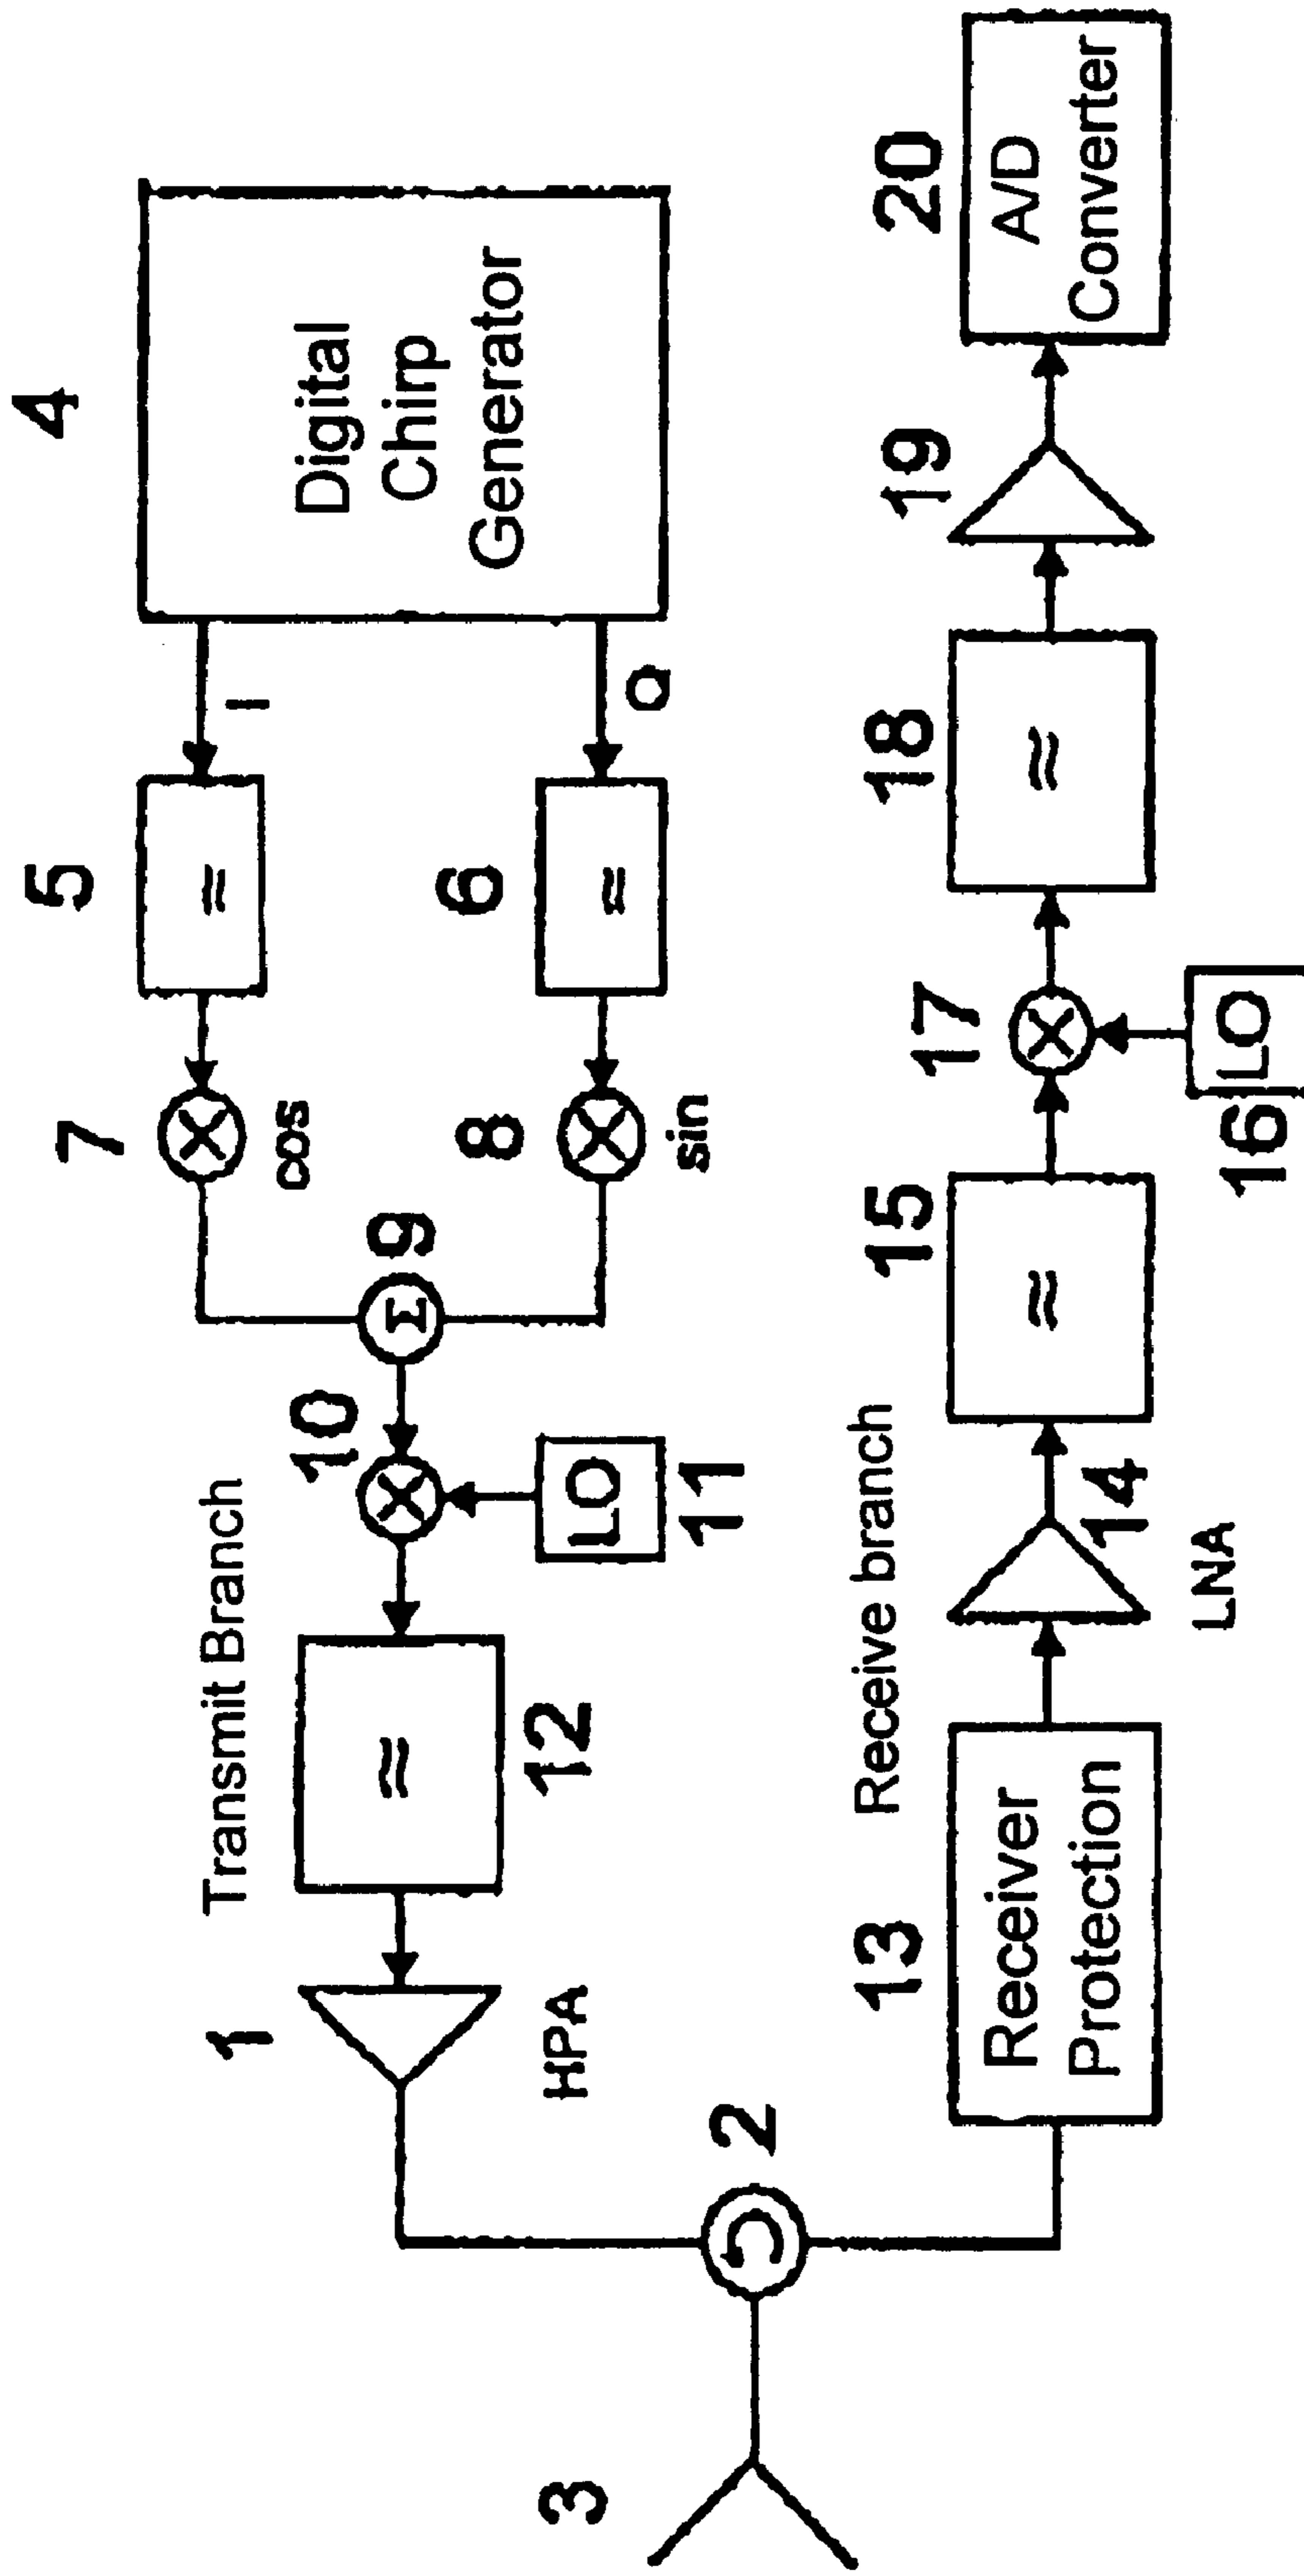 4
Digital
Chirp
Generator
I
Q
5
≈
6
≈
7
cos
8
sin
9
Σ
10
LO
11
Transmit Branch
12
≈
1
HPA
2
3
13
Receiver
Protection
Receive branch
14
LNA
15
≈
17
16
LO
18
≈
19
20
A/D
Converter